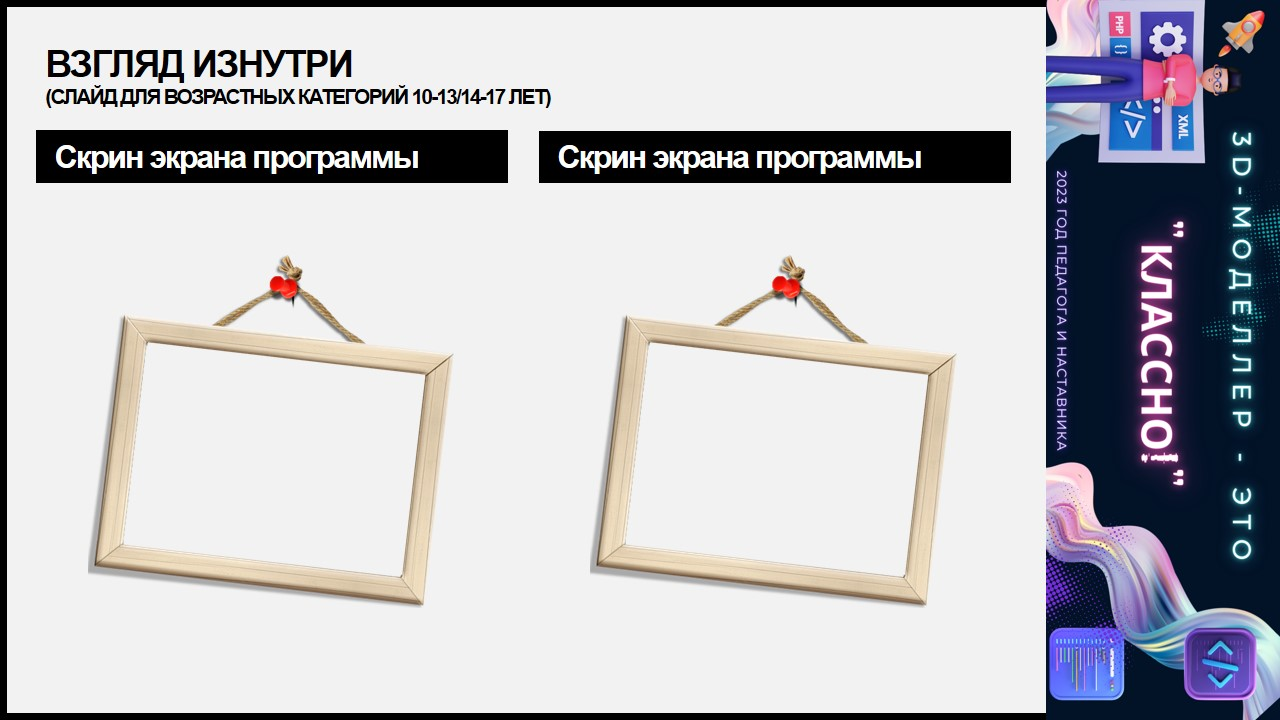 ВЗГЛЯД ИЗНУТРИ
(СЛАЙД ДЛЯ ВОЗРАСТНЫХ КАТЕГОРИЙ 10-13/14-17 ЛЕТ)
Скрин экрана программы
Скрин экрана программы
3D-МОДЕЛЛЕР - ЭТО
"КЛАССНО!"
2023 ГОД ПЕДАГОГА И НАСТАВНИКА
PHP
{}
XML
</>
</>